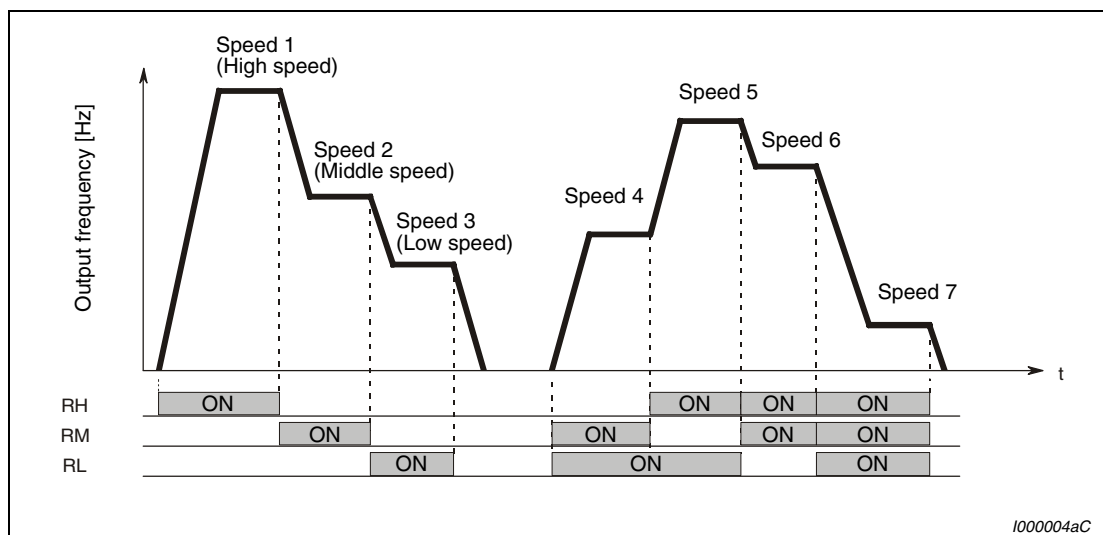 Output frequency [Hz]
Speed 1
(High speed)
Speed 2
(Middle speed)
Speed 3
(Low speed)
Speed 4
Speed 5
Speed 6
Speed 7
t
RH ON ON ON ON
RM ON ON ON ON
RL ON ON ON
I000004aC